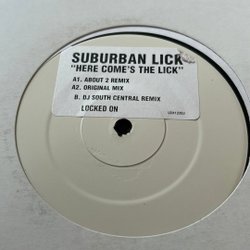 SUBURBAN LICK
"HERE COME'S THE LICK"
A1. ABOUT 2 REMIX
A2. ORIGINAL MIX
B. DJ SOUTH CENTRAL REMIX
LOCKED ON